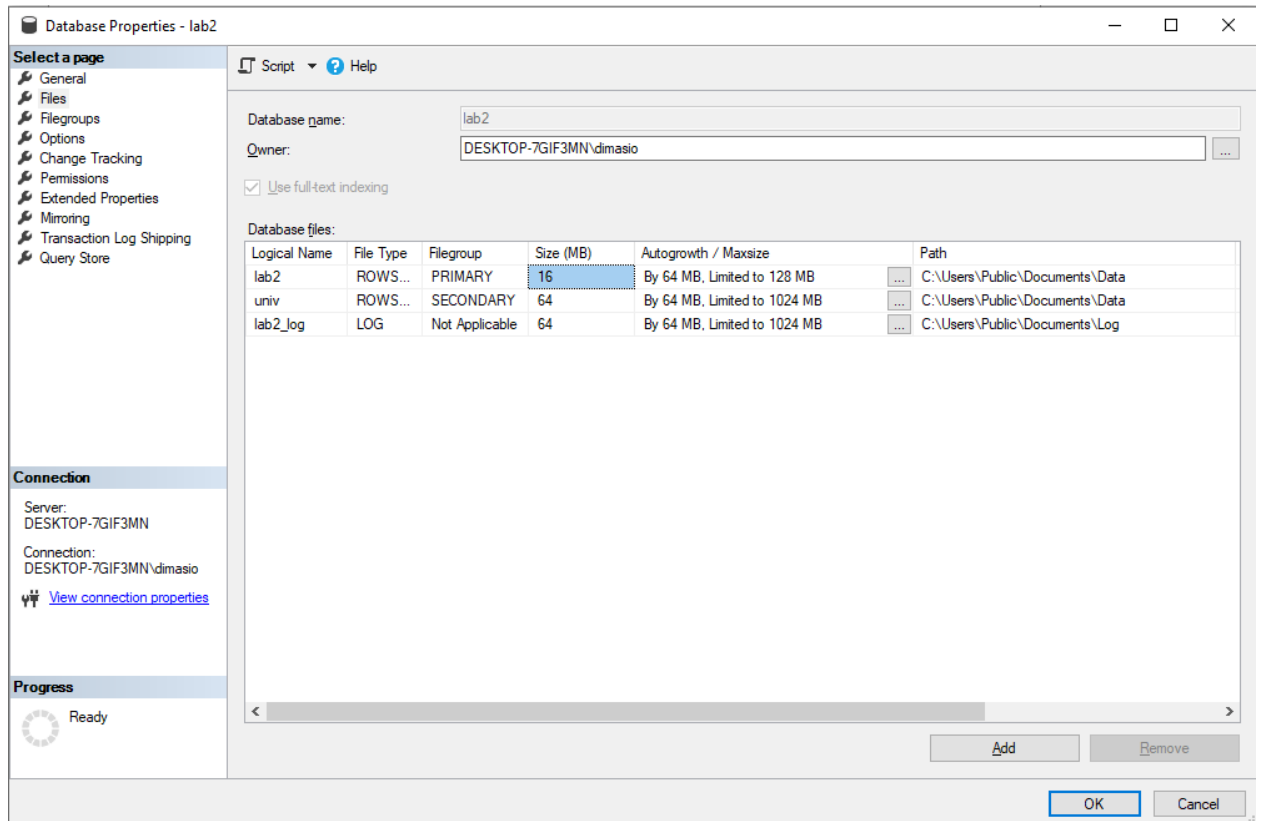 Database Properties - lab2
Select a page
General
Files
Filegroups
Options
Change Tracking
Permissions
Extended Properties
Mirroring
Transaction Log Shipping
Query Store
Connection
Server:
DESKTOP-7GIF3MN
Connection:
DESKTOP-7GIF3MN\dimasio
View connection properties
Progress
Ready
Script Help
Database name: lab2
Owner: DESKTOP-7GIF3MN\dimasio ...
Use full-text indexing
Database files:
Logical Name File Type Filegroup Size (MB) Autogrowth / Maxsize Path
lab2 ROWS... PRIMARY 16 By 64 MB, Limited to 128 MB ... C:\Users\Public\Documents\Data
univ ROWS... SECONDARY 64 By 64 MB, Limited to 1024 MB ... C:\Users\Public\Documents\Data
lab2_log LOG Not Applicable 64 By 64 MB, Limited to 1024 MB ... C:\Users\Public\Documents\Log
Add Remove
OK Cancel